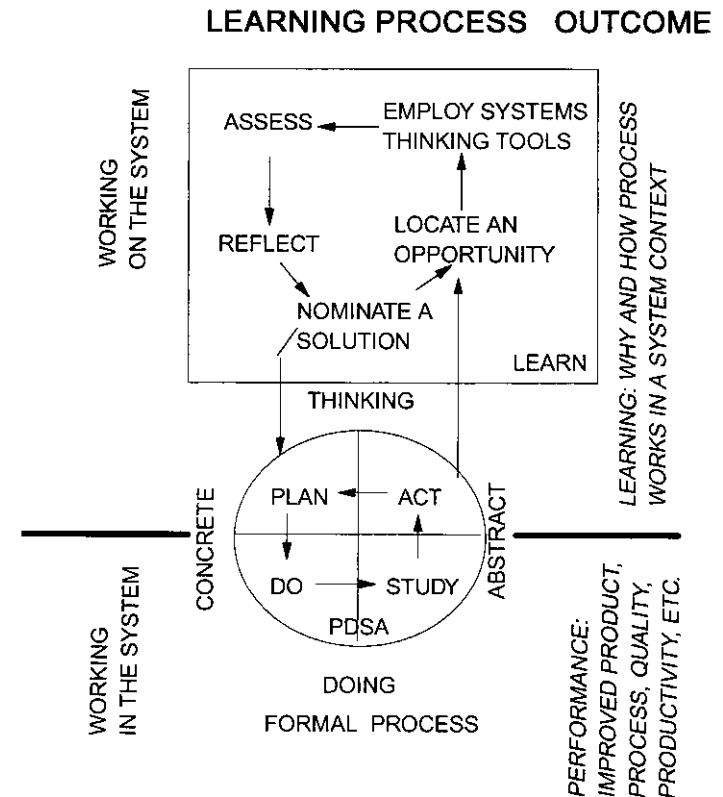 LEARNING PROCESS OUTCOME
WORKING
ON THE SYSTEM
ASSESS
EMPLOY SYSTEMS
THINKING TOOLS
REFLECT
LOCATE AN
OPPORTUNITY
NOMINATE A
SOLUTION
LEARN
LEARNING: WHY AND HOW PROCESS
WORKS IN A SYSTEM CONTEXT
THINKING
CONCRETE
PLAN
ACT
ABSTRACT
DO
STUDY
PDSA
WORKING
IN THE SYSTEM
DOING
FORMAL PROCESS
PERFORMANCE:
IMPROVED PRODUCT,
PROCESS, QUALITY,
PRODUCTIVITY, ETC.